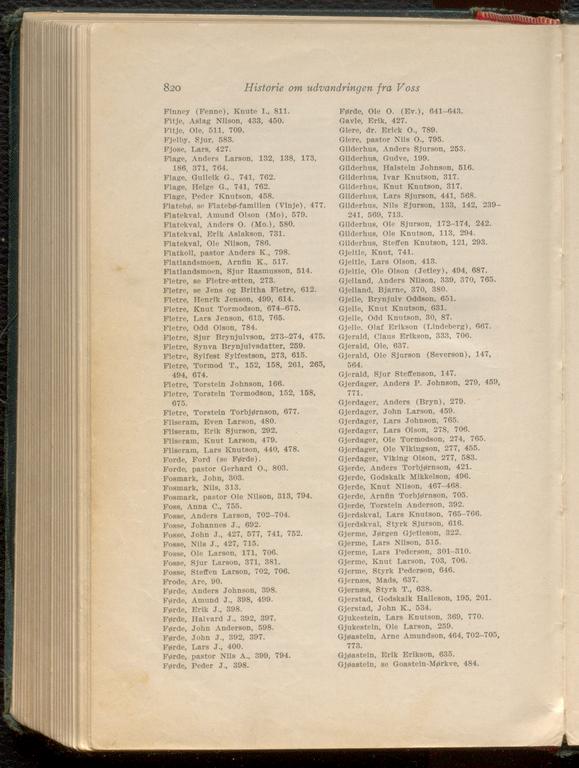 820
Historie om udvandringen fra Voss
Finney (Fenne), Knute I., 811.
Fitje, Aslag Nilson, 433, 450.
Fitje, Ole, 511, 709.
Fjelby, Sjur, 583.
Fjose, Lars, 427.
Flage, Anders Larson, 132, 138, 173,
186, 371, 764.
Flage, Gulleik G., 741, 762.
Flage, Helge G., 741, 762.
Flage, Peder Knutson, 458.
Flatebø, se Flatebø-familien (Vinje), 477.
Flatekval, Amund Olson (Mo), 579.
Flatekval, Anders O. (Mo.), 580.
Flatekval, Erik Aslakson, 731.
Flatekval, Ole Nilson, 786.
Flatkoll, pastor Anders K., 798.
Flatlandsmoen, Arnfin K., 517.
Flatlandsmoen, Sjur Rasmusson, 514.
Fletre, se Fletre-ætten, 273.
Fletre, se Jens og Britha Fletre, 612.
Fletre, Henrik Jenson, 499, 614.
Fletre, Knut Tormodson, 674–675.
Fletre, Lars Jenson, 613, 765.
Fletre, Odd Olson, 784.
Fletre, Sjur Brynjulvson, 273–274, 475.
Fletre, Synva Brynjulvsdatter, 259.
Fletre, Sylfest Sylfestson, 273, 615.
Fletre, Tormod T., 152, 158, 261, 265,
494, 674.
Fletre, Torstein Johnson, 166.
Fletre, Torstein Tormodson, 152, 158,
675.
Fletre, Torstein Torbjørnson, 677.
Fliseram, Even Larson, 480.
Fliseram, Erik Sjurson, 292.
Fliseram, Knut Larson, 479.
Fliseram, Lars Knutson, 440, 478.
Forde, Ford (se Førde).
Forde, pastor Gerhard O., 803.
Fosmark, John, 303.
Fosmark, Nils, 313.
Fosmark, pastor Ole Nilson, 313, 794.
Foss, Anna C., 755.
Fosse, Anders Larson, 702–704.
Fosse, Johannes J., 692.
Fosse, John J., 427, 577, 741, 752.
Fosse, Nils J., 427, 715.
Fosse, Ole Larson, 171, 706.
Fosse, Sjur Larson, 371, 381.
Fosse, Steffen Larson, 702, 706.
Frode, Are, 90.
Førde, Anders Johnson, 398.
Førde, Amund J., 398, 499.
Førde, Erik J., 398.
Førde, Halvard J., 392, 397.
Førde, John Anderson, 598.
Førde, John J., 392, 397.
Førde, Lars J., 400.
Førde, pastor Nils A., 399, 794.
Førde, Peder J., 398.
Førde, Ole O. (Ev.), 641–643.
Gavle, Erik, 427.
Giere, dr. Erick O., 789.
Giere, pastor Nils O., 795.
Gilderhus, Anders Sjurson, 253.
Gilderhus, Gudve, 199.
Gilderhus, Halstein Johnson, 516.
Gilderhus, Ivar Knutson, 317.
Gilderhus, Knut Knutson, 317.
Gilderhus, Lars Sjurson, 441, 568.
Gilderhus, Nils Sjurson, 133, 142, 239–
241, 569, 713.
Gilderhus, Ole Sjurson, 172–174, 242.
Gilderhus, Ole Knutson, 113, 294.
Gilderhus, Steffen Knutson, 121, 293.
Gjeitle, Knut, 741.
Gjeitle, Lars Olson, 413.
Gjeitle, Ole Olson (Jetley), 494, 687.
Gjelland, Anders Nilson, 339, 370, 765.
Gjelland, Bjarne, 370, 380.
Gjelle, Brynjulv Oddson, 651.
Gjelle, Knut Knutson, 631.
Gjelle, Odd Knutson, 30, 87.
Gjelle, Olaf Erikson (Lindeberg), 667.
Gjerald, Claus Erikson, 333, 706.
Gjerald, Ole, 637.
Gjerald, Ole Sjurson (Severson), 147,
564.
Gjerald, Sjur Steffenson, 147.
Gjerdager, Anders P. Johnson, 279, 459,
771.
Gjerdager, Anders (Bryn), 279.
Gjerdager, John Larson, 459.
Gjerdager, Lars Johnson, 765.
Gjerdager, Lars Olson, 278, 706.
Gjerdager, Ole Tormodson, 274, 765.
Gjerdager, Ole Vikingson, 277, 455.
Gjerdager, Viking Olson, 277, 583.
Gjerde, Anders Torbjørnson, 421.
Gjerde, Godskalk Mikkelson, 496.
Gjerde, Knut Nilson, 467–468.
Gjerde, Arnfin Torbjørnson, 705.
Gjerde, Torstein Anderson, 392.
Gjerdskval, Lars Knutson, 765–766.
Gjerdskval, Styrk Sjurson, 616.
Gjerme, Jørgen Gjefleson, 322.
Gjerme, Lars Nilson, 515.
Gjerme, Lars Pederson, 301–310.
Gjerme, Knut Larson, 703, 706.
Gjerme, Styrk Pederson, 646.
Gjernæs, Mads, 637.
Gjernæs, Styrk T., 638.
Gjerstad, Godskalk Halleson, 195, 201.
Gjerstad, John K., 534.
Gjukestein, Lars Knutson, 369, 770.
Gjukestein, Ole Larson, 259.
Gjøastein, Arne Amundson, 464, 702–705,
773.
Gjøastein, Erik Erikson, 635.
Gjøastein, se Goastein-Mørkve, 484.